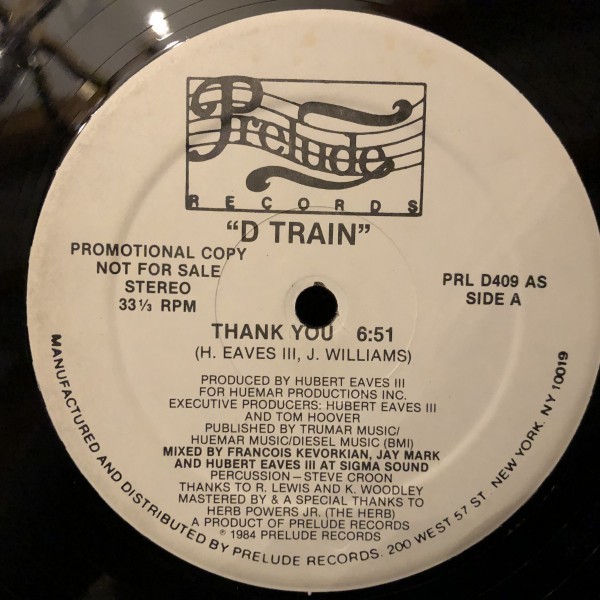 Prelude
RECORDS
"D TRAIN"
PROMOTIONAL COPY
NOT FOR SALE
STEREO
33 1/3 RPM
PRL D409 AS
SIDE A
THANK YOU 6:51
(H. EAVES III, J. WILLIAMS)
PRODUCED BY HUBERT EAVES III
FOR HUEMAR PRODUCTIONS INC.
EXECUTIVE PRODUCERS: HUBERT EAVES III
AND TOM HOOVER
PUBLISHED BY TRUMAR MUSIC/
HUEMAR MUSIC/DIESEL MUSIC (BMI)
MIXED BY FRANCOIS KEVORKIAN, JAY MARK
AND HUBERT EAVES III AT SIGMA SOUND
PERCUSSION—STEVE CROON
THANKS TO R. LEWIS AND K. WOODLEY
MASTERED BY & A SPECIAL THANKS TO
HERB POWERS JR. (THE HERB)
A PRODUCT OF PRELUDE RECORDS
℗ 1984 PRELUDE RECORDS
MANUFACTURED AND DISTRIBUTED BY PRELUDE RECORDS. 200 WEST 57 ST. NEW YORK. NY 10019